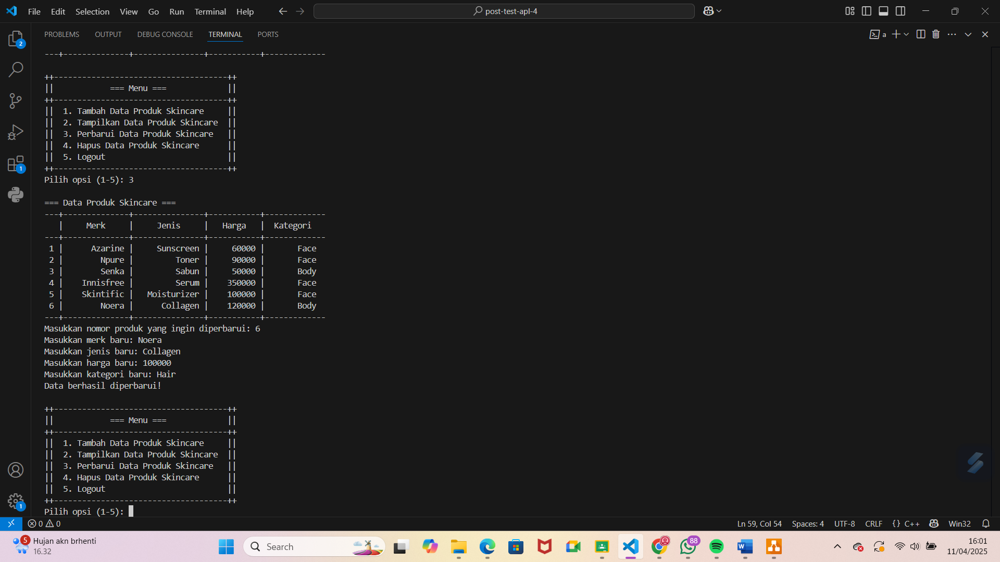 File Edit Selection View Go Run Terminal Help
post-test-apl-4
2
PROBLEMS OUTPUT DEBUG CONSOLE TERMINAL PORTS
a
---+--------------+---------------+-----------+-------------
++-------------------------------------++
||            === Menu ===             ||
++-------------------------------------++
||  1. Tambah Data Produk Skincare     ||
||  2. Tampilkan Data Produk Skincare  ||
||  3. Perbarui Data Produk Skincare   ||
||  4. Hapus Data Produk Skincare      ||
||  5. Logout                          ||
++-------------------------------------++
Pilih opsi (1-5): 3
=== Data Produk Skincare ===
---+--------------+---------------+-----------+-------------
   |     Merk     |     Jenis     |   Harga   |  Kategori
---+--------------+---------------+-----------+-------------
 1 |      Azarine |     Sunscreen |     60000 |       Face
 2 |        Npure |         Toner |     90000 |       Face
 3 |        Senka |         Sabun |     50000 |       Body
 4 |    Innisfree |         Serum |    350000 |       Face
 5 |    Skintific |   Moisturizer |    100000 |       Face
 6 |        Noera |      Collagen |    120000 |       Body
---+--------------+---------------+-----------+-------------
Masukkan nomor produk yang ingin diperbarui: 6
Masukkan merk baru: Noera
Masukkan jenis baru: Collagen
Masukkan harga baru: 100000
Masukkan kategori baru: Hair
Data berhasil diperbarui!
++-------------------------------------++
||            === Menu ===             ||
++-------------------------------------++
||  1. Tambah Data Produk Skincare     ||
||  2. Tampilkan Data Produk Skincare  ||
||  3. Perbarui Data Produk Skincare   ||
||  4. Hapus Data Produk Skincare      ||
||  5. Logout                          ||
++-------------------------------------++
Pilih opsi (1-5):
1
1
0 0
Ln 59, Col 54 Spaces: 4 UTF-8 CRLF {} C++ Win32
5
Hujan akn brhenti
16.32
Search
88
16:01
11/04/2025